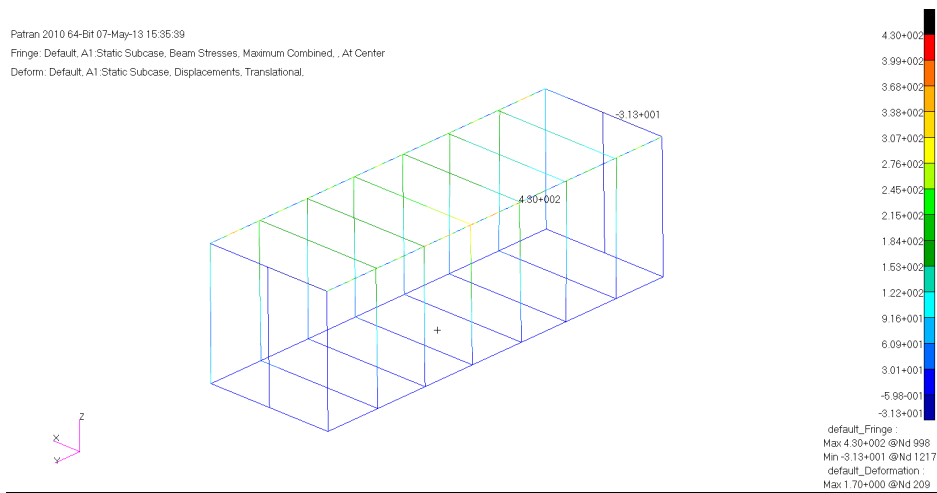 Patran 2010 64-Bit 07-May-13 15:35:39
Fringe: Default, A1:Static Subcase, Beam Stresses, Maximum Combined, , At Center
Deform: Default, A1:Static Subcase, Displacements, Translational,
4.30+002
3.99+002
3.68+002
3.38+002
3.07+002
2.76+002
2.45+002
2.15+002
1.84+002
1.53+002
1.22+002
9.16+001
6.09+001
3.01+001
-5.98-001
-3.13+001
-3.13+001
4.30+002
Z
X
Y
default_Fringe :
Max 4.30+002 @Nd 998
Min -3.13+001 @Nd 1217
default_Deformation :
Max 1.70+000 @Nd 209